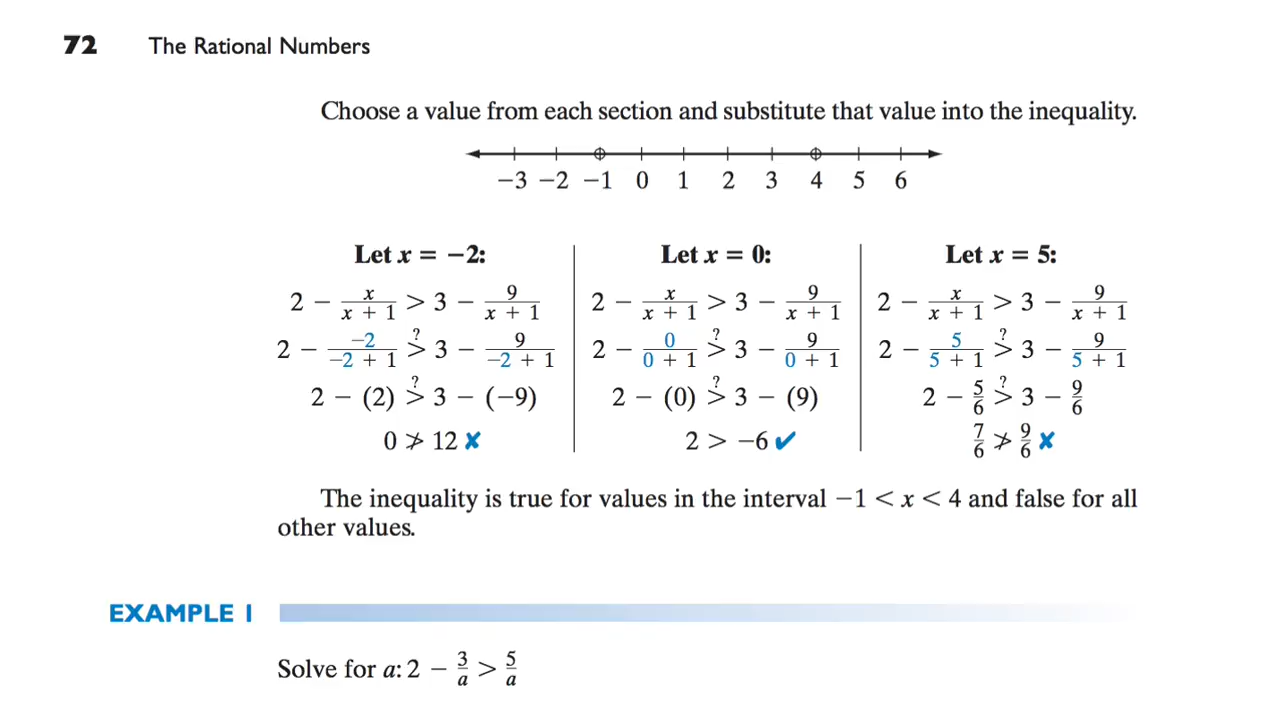 72 The Rational Numbers
Choose a value from each section and substitute that value into the inequality.
−3 −2 −1 0 1 2 3 4 5 6
Let x = −2: Let x = 0: Let x = 5:
2 − x/(x + 1) > 3 − 9/(x + 1) 2 − x/(x + 1) > 3 − 9/(x + 1) 2 − x/(x + 1) > 3 − 9/(x + 1)
2 − −2/(−2 + 1) >? 3 − 9/(−2 + 1) 2 − 0/(0 + 1) >? 3 − 9/(0 + 1) 2 − 5/(5 + 1) >? 3 − 9/(5 + 1)
2 − (2) >? 3 − (−9) 2 − (0) >? 3 − (9) 2 − 5/6 >? 3 − 9/6
0 ≯ 12 ✘ 2 > −6 ✔ 7/6 ≯ 9/6 ✘
The inequality is true for values in the interval −1 < x < 4 and false for all
other values.
EXAMPLE 1
Solve for a: 2 − 3/a > 5/a